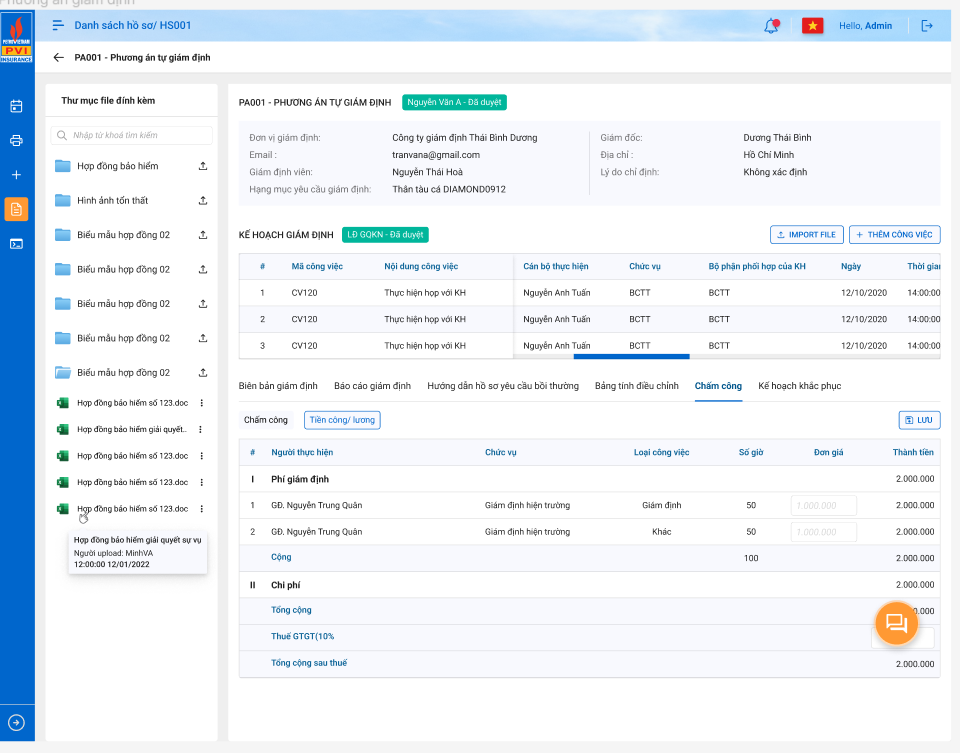 Phương án giám định
PETROVIETNAM
PVI
INSURANCE
Danh sách hồ sơ/ HS001
Hello, Admin
PA001 - Phương án tự giám định
Thư mục file đính kèm
Nhập từ khoá tìm kiếm
Hợp đồng bảo hiểm
Hình ảnh tổn thất
Biểu mẫu hợp đồng 02
Biểu mẫu hợp đồng 02
Biểu mẫu hợp đồng 02
Biểu mẫu hợp đồng 02
Biểu mẫu hợp đồng 02
Hợp đồng bảo hiểm số 123.doc
Hợp đồng bảo hiểm giải quyết..
Hợp đồng bảo hiểm số 123.doc
Hợp đồng bảo hiểm số 123.doc
Hợp đồng bảo hiểm số 123.doc
Hợp đồng bảo hiểm giải quyết sự vụ
Người upload: MinhVA
12:00:00 12/01/2022
PA001 - PHƯƠNG ÁN TỰ GIÁM ĐỊNH Nguyễn Văn A - Đã duyệt
Đơn vị giám định: Công ty giám định Thái Bình Dương Giám đốc: Dương Thái Bình
Email : tranvana@gmail.com Địa chỉ : Hồ Chí Minh
Giám định viên: Nguyễn Thái Hoà Lý do chỉ định: Không xác định
Hạng mục yêu cầu giám định: Thân tàu cá DIAMOND0912
KẾ HOẠCH GIÁM ĐỊNH LĐ GQKN - Đã duyệt IMPORT FILE + THÊM CÔNG VIỆC
# Mã công việc Nội dung công việc Cán bộ thực hiện Chức vụ Bộ phận phối hợp của KH Ngày Thời gian
1 CV120 Thực hiện họp với KH Nguyễn Anh Tuấn BCTT BCTT 12/10/2020 14:00:00
2 CV120 Thực hiện họp với KH Nguyễn Anh Tuấn BCTT BCTT 12/10/2020 14:00:00
3 CV120 Thực hiện họp với KH Nguyễn Anh Tuấn BCTT BCTT 12/10/2020 14:00:00
Biên bản giám định Báo cáo giám định Hướng dẫn hồ sơ yêu cầu bồi thường Bảng tính điều chỉnh Chấm công Kế hoạch khắc phục
Chấm công Tiền công/ lương LƯU
# Người thực hiện Chức vụ Loại công việc Số giờ Đơn giá Thành tiền
I Phí giám định 2.000.000
1 GĐ. Nguyễn Trung Quân Giám định hiện trường Giám định 50 1.000.000 2.000.000
2 GĐ. Nguyễn Trung Quân Giám định hiện trường Khác 50 1.000.000 2.000.000
Cộng 100 2.000.000
II Chi phí 2.000.000
Tổng cộng 0.000
Thuế GTGT(10%
Tổng cộng sau thuế 2.000.000